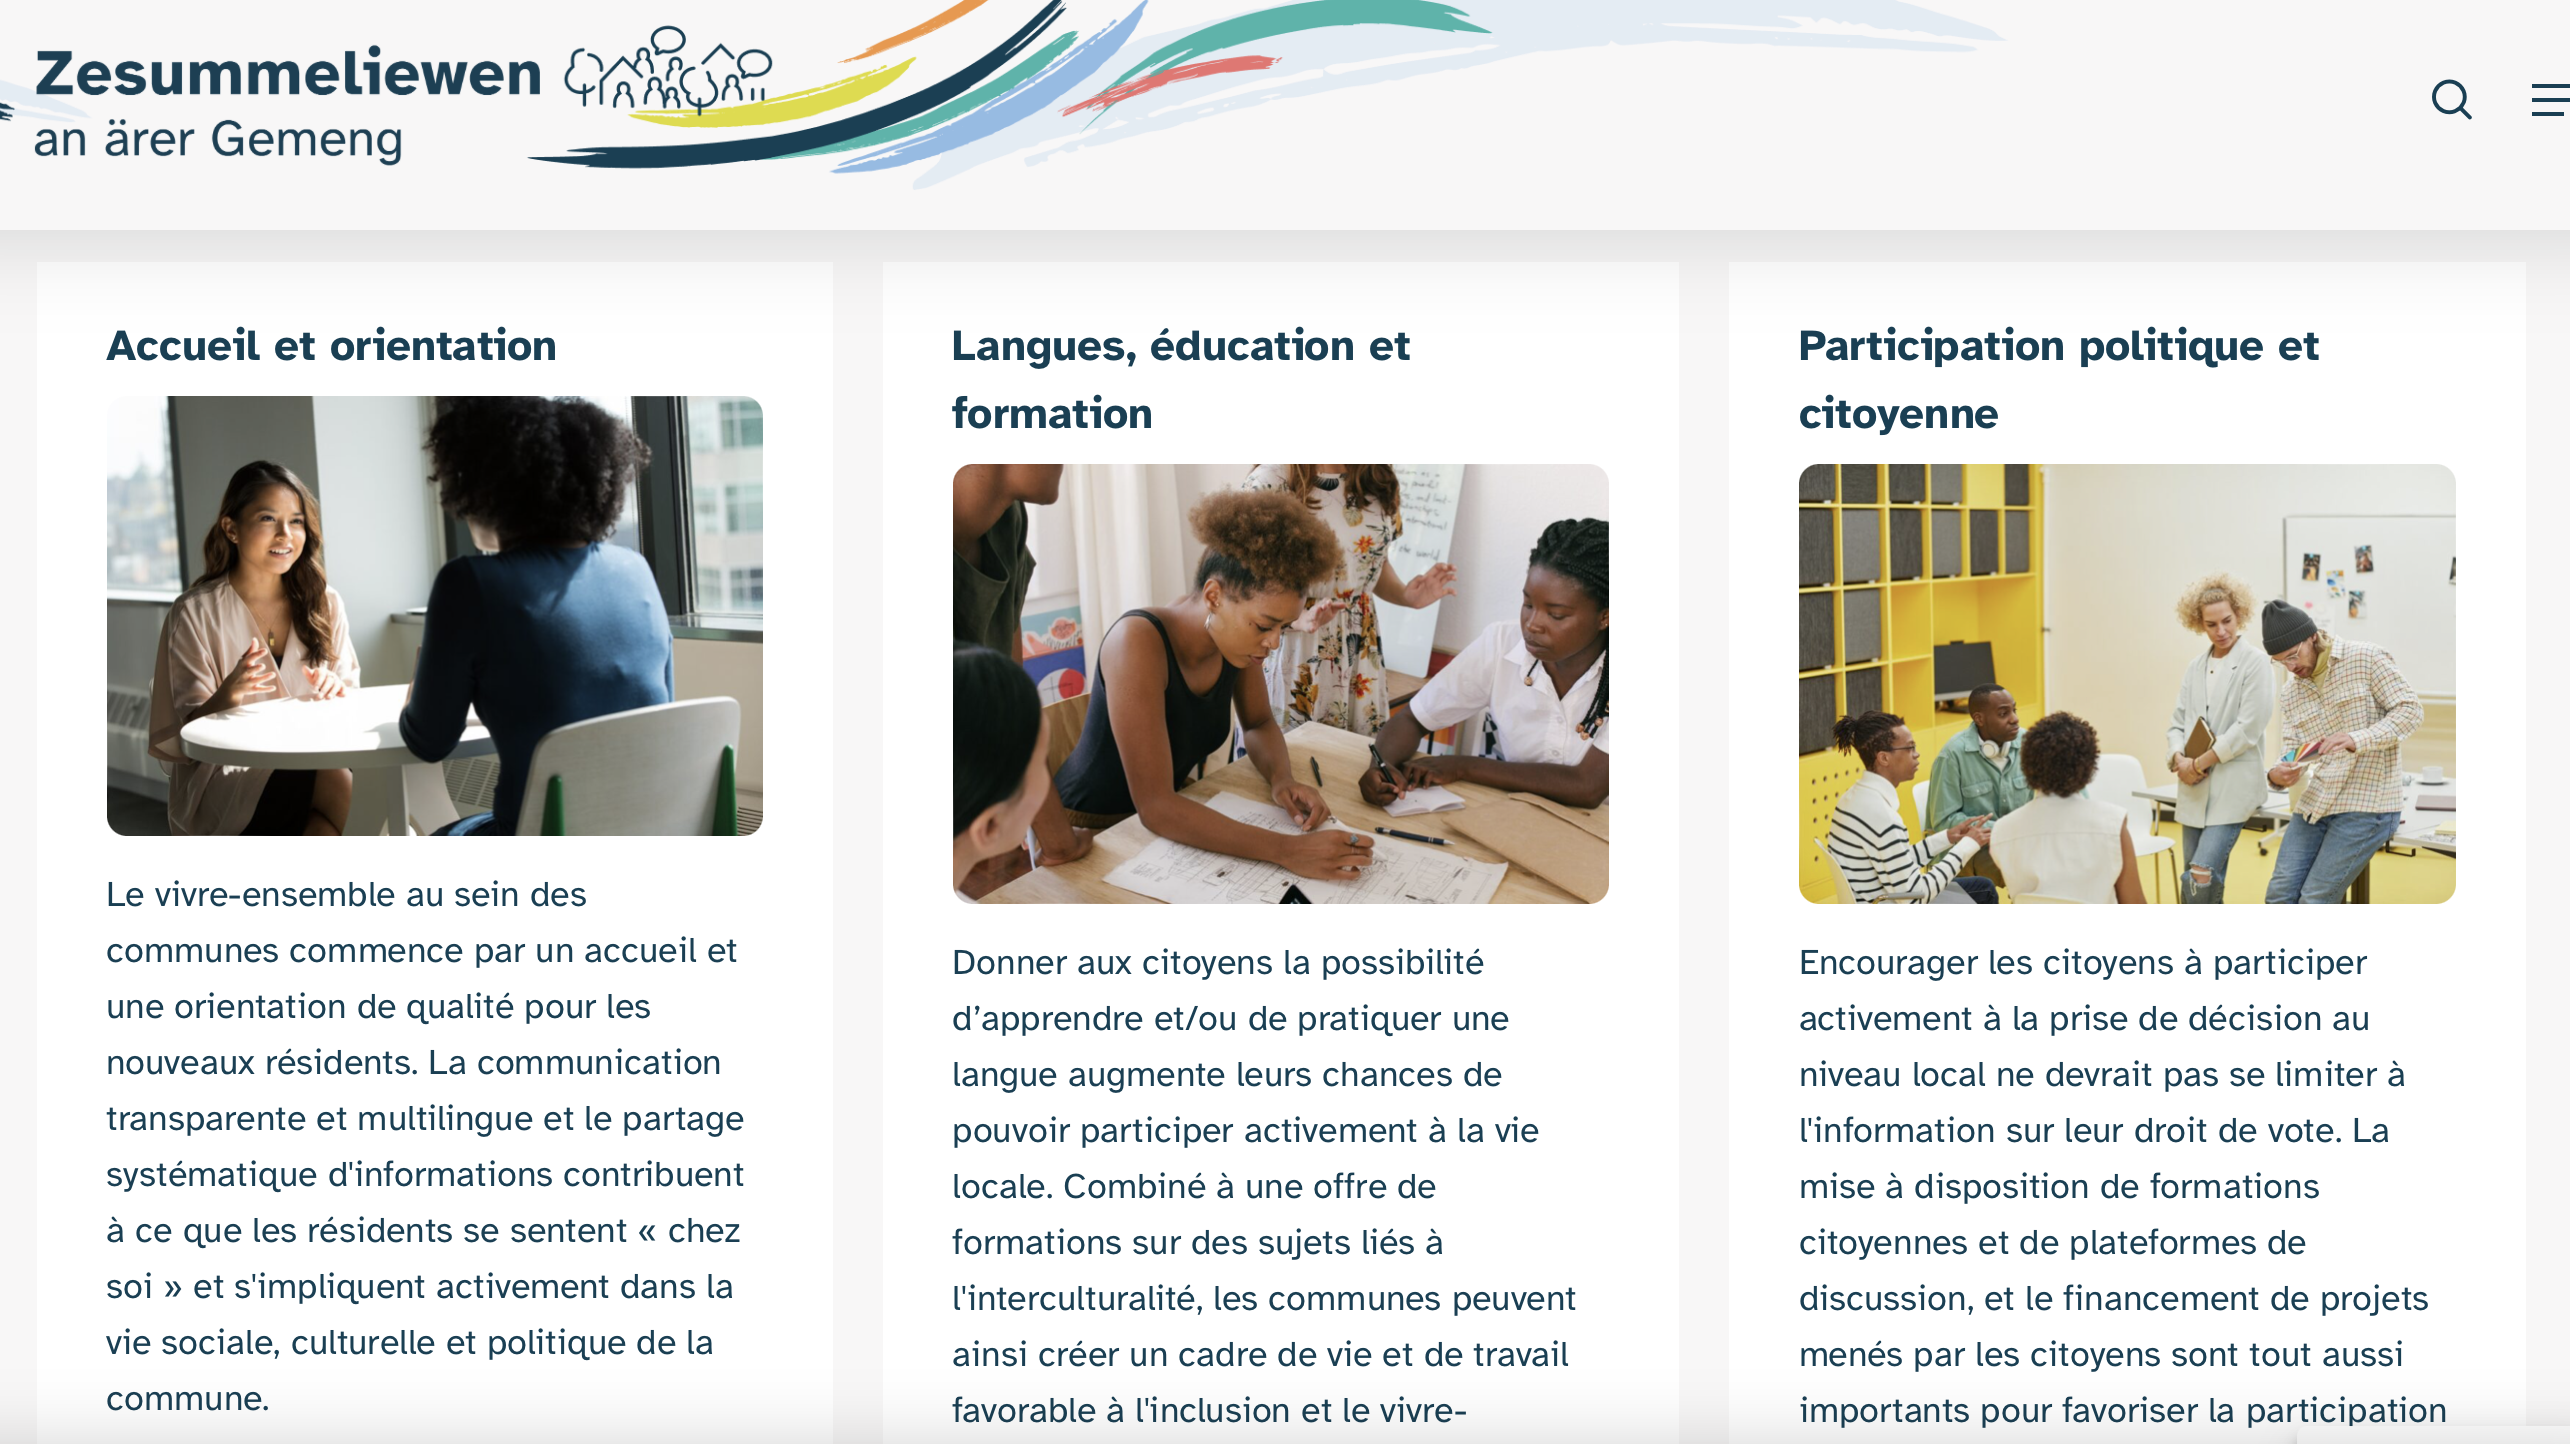 Zesummeliewen
an ärer Gemeng
Accueil et orientation
Le vivre-ensemble au sein des
communes commence par un accueil et
une orientation de qualité pour les
nouveaux résidents. La communication
transparente et multilingue et le partage
systématique d'informations contribuent
à ce que les résidents se sentent « chez
soi » et s'impliquent activement dans la
vie sociale, culturelle et politique de la
commune.
Langues, éducation et
formation
Donner aux citoyens la possibilité
d’apprendre et/ou de pratiquer une
langue augmente leurs chances de
pouvoir participer activement à la vie
locale. Combiné à une offre de
formations sur des sujets liés à
l'interculturalité, les communes peuvent
ainsi créer un cadre de vie et de travail
favorable à l'inclusion et le vivre-
Participation politique et
citoyenne
Encourager les citoyens à participer
activement à la prise de décision au
niveau local ne devrait pas se limiter à
l'information sur leur droit de vote. La
mise à disposition de formations
citoyennes et de plateformes de
discussion, et le financement de projets
menés par les citoyens sont tout aussi
importants pour favoriser la participation